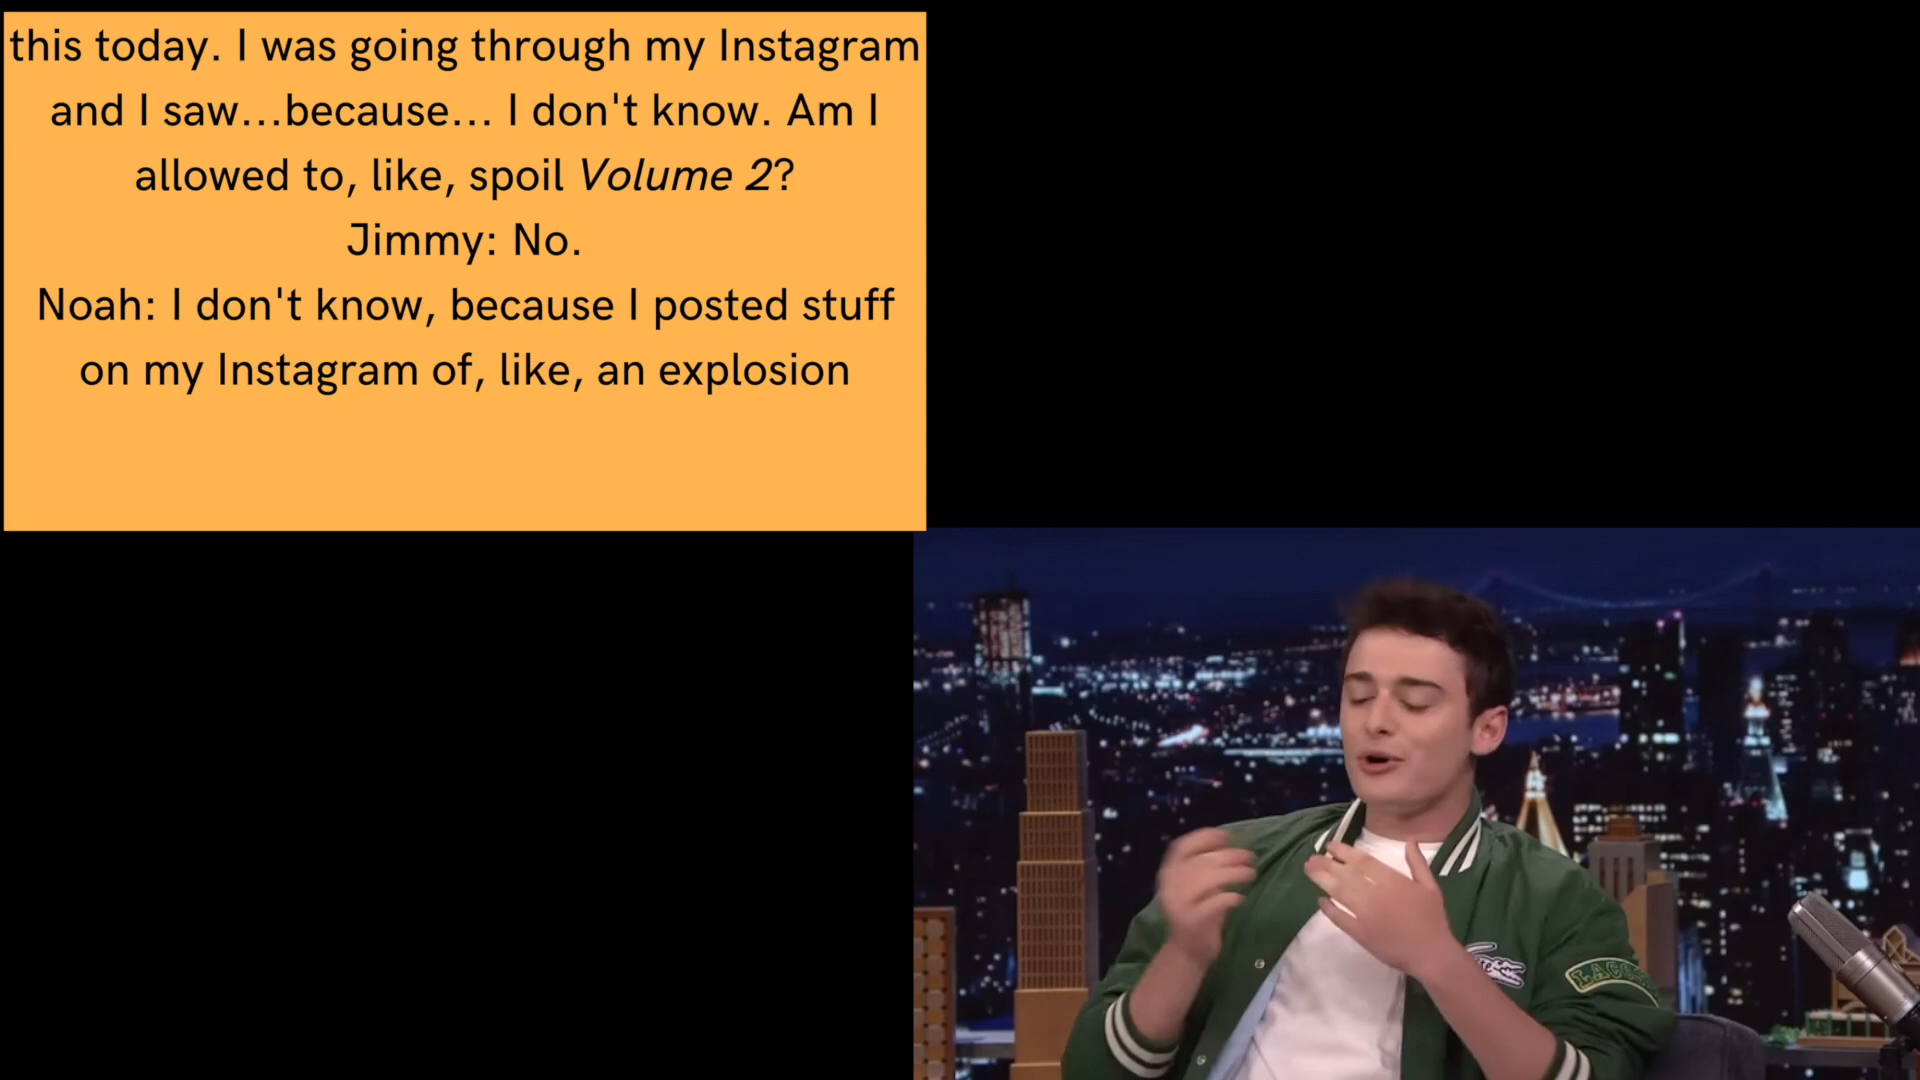 this today. I was going through my Instagram
and I saw...because... I don't know. Am I
allowed to, like, spoil Volume 2?
Jimmy: No.
Noah: I don't know, because I posted stuff
on my Instagram of, like, an explosion